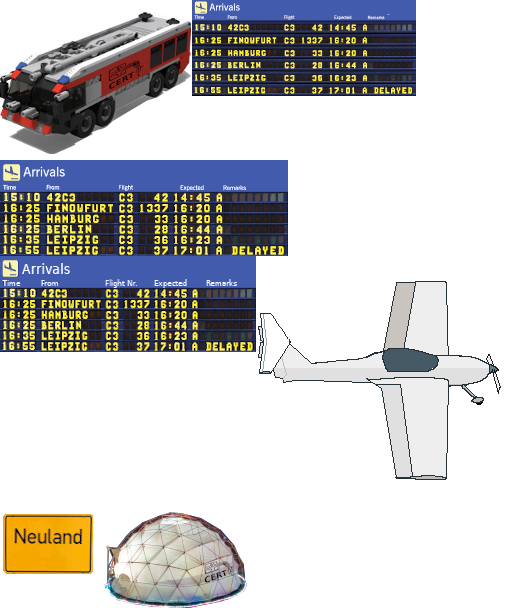 CERT
Arrivals
Time From Flight Expected Remarks
15:10 42C3 C3 42 14:45 A
16:25 FINOWFURT C3 1337 16:20 A
16:25 HAMBURG C3 33 16:20 A
16:25 BERLIN C3 28 16:44 A
16:35 LEIPZIG C3 36 16:23 A
16:55 LEIPZIG C3 37 17:01 A DELAYED
Arrivals
Time From Flight Expected Remarks
15:10 42C3 C3 42 14:45 A
16:25 FINOWFURT C3 1337 16:20 A
16:25 HAMBURG C3 33 16:20 A
16:25 BERLIN C3 28 16:44 A
16:35 LEIPZIG C3 36 16:23 A
16:55 LEIPZIG C3 37 17:01 A DELAYED
Arrivals
Time From Flight Nr. Expected Remarks
15:10 42C3 C3 42 14:45 A
16:25 FINOWFURT C3 1337 16:20 A
16:25 HAMBURG C3 33 16:20 A
16:25 BERLIN C3 28 16:44 A
16:35 LEIPZIG C3 36 16:23 A
16:55 LEIPZIG C3 37 17:01 A DELAYED
Neuland
CERT